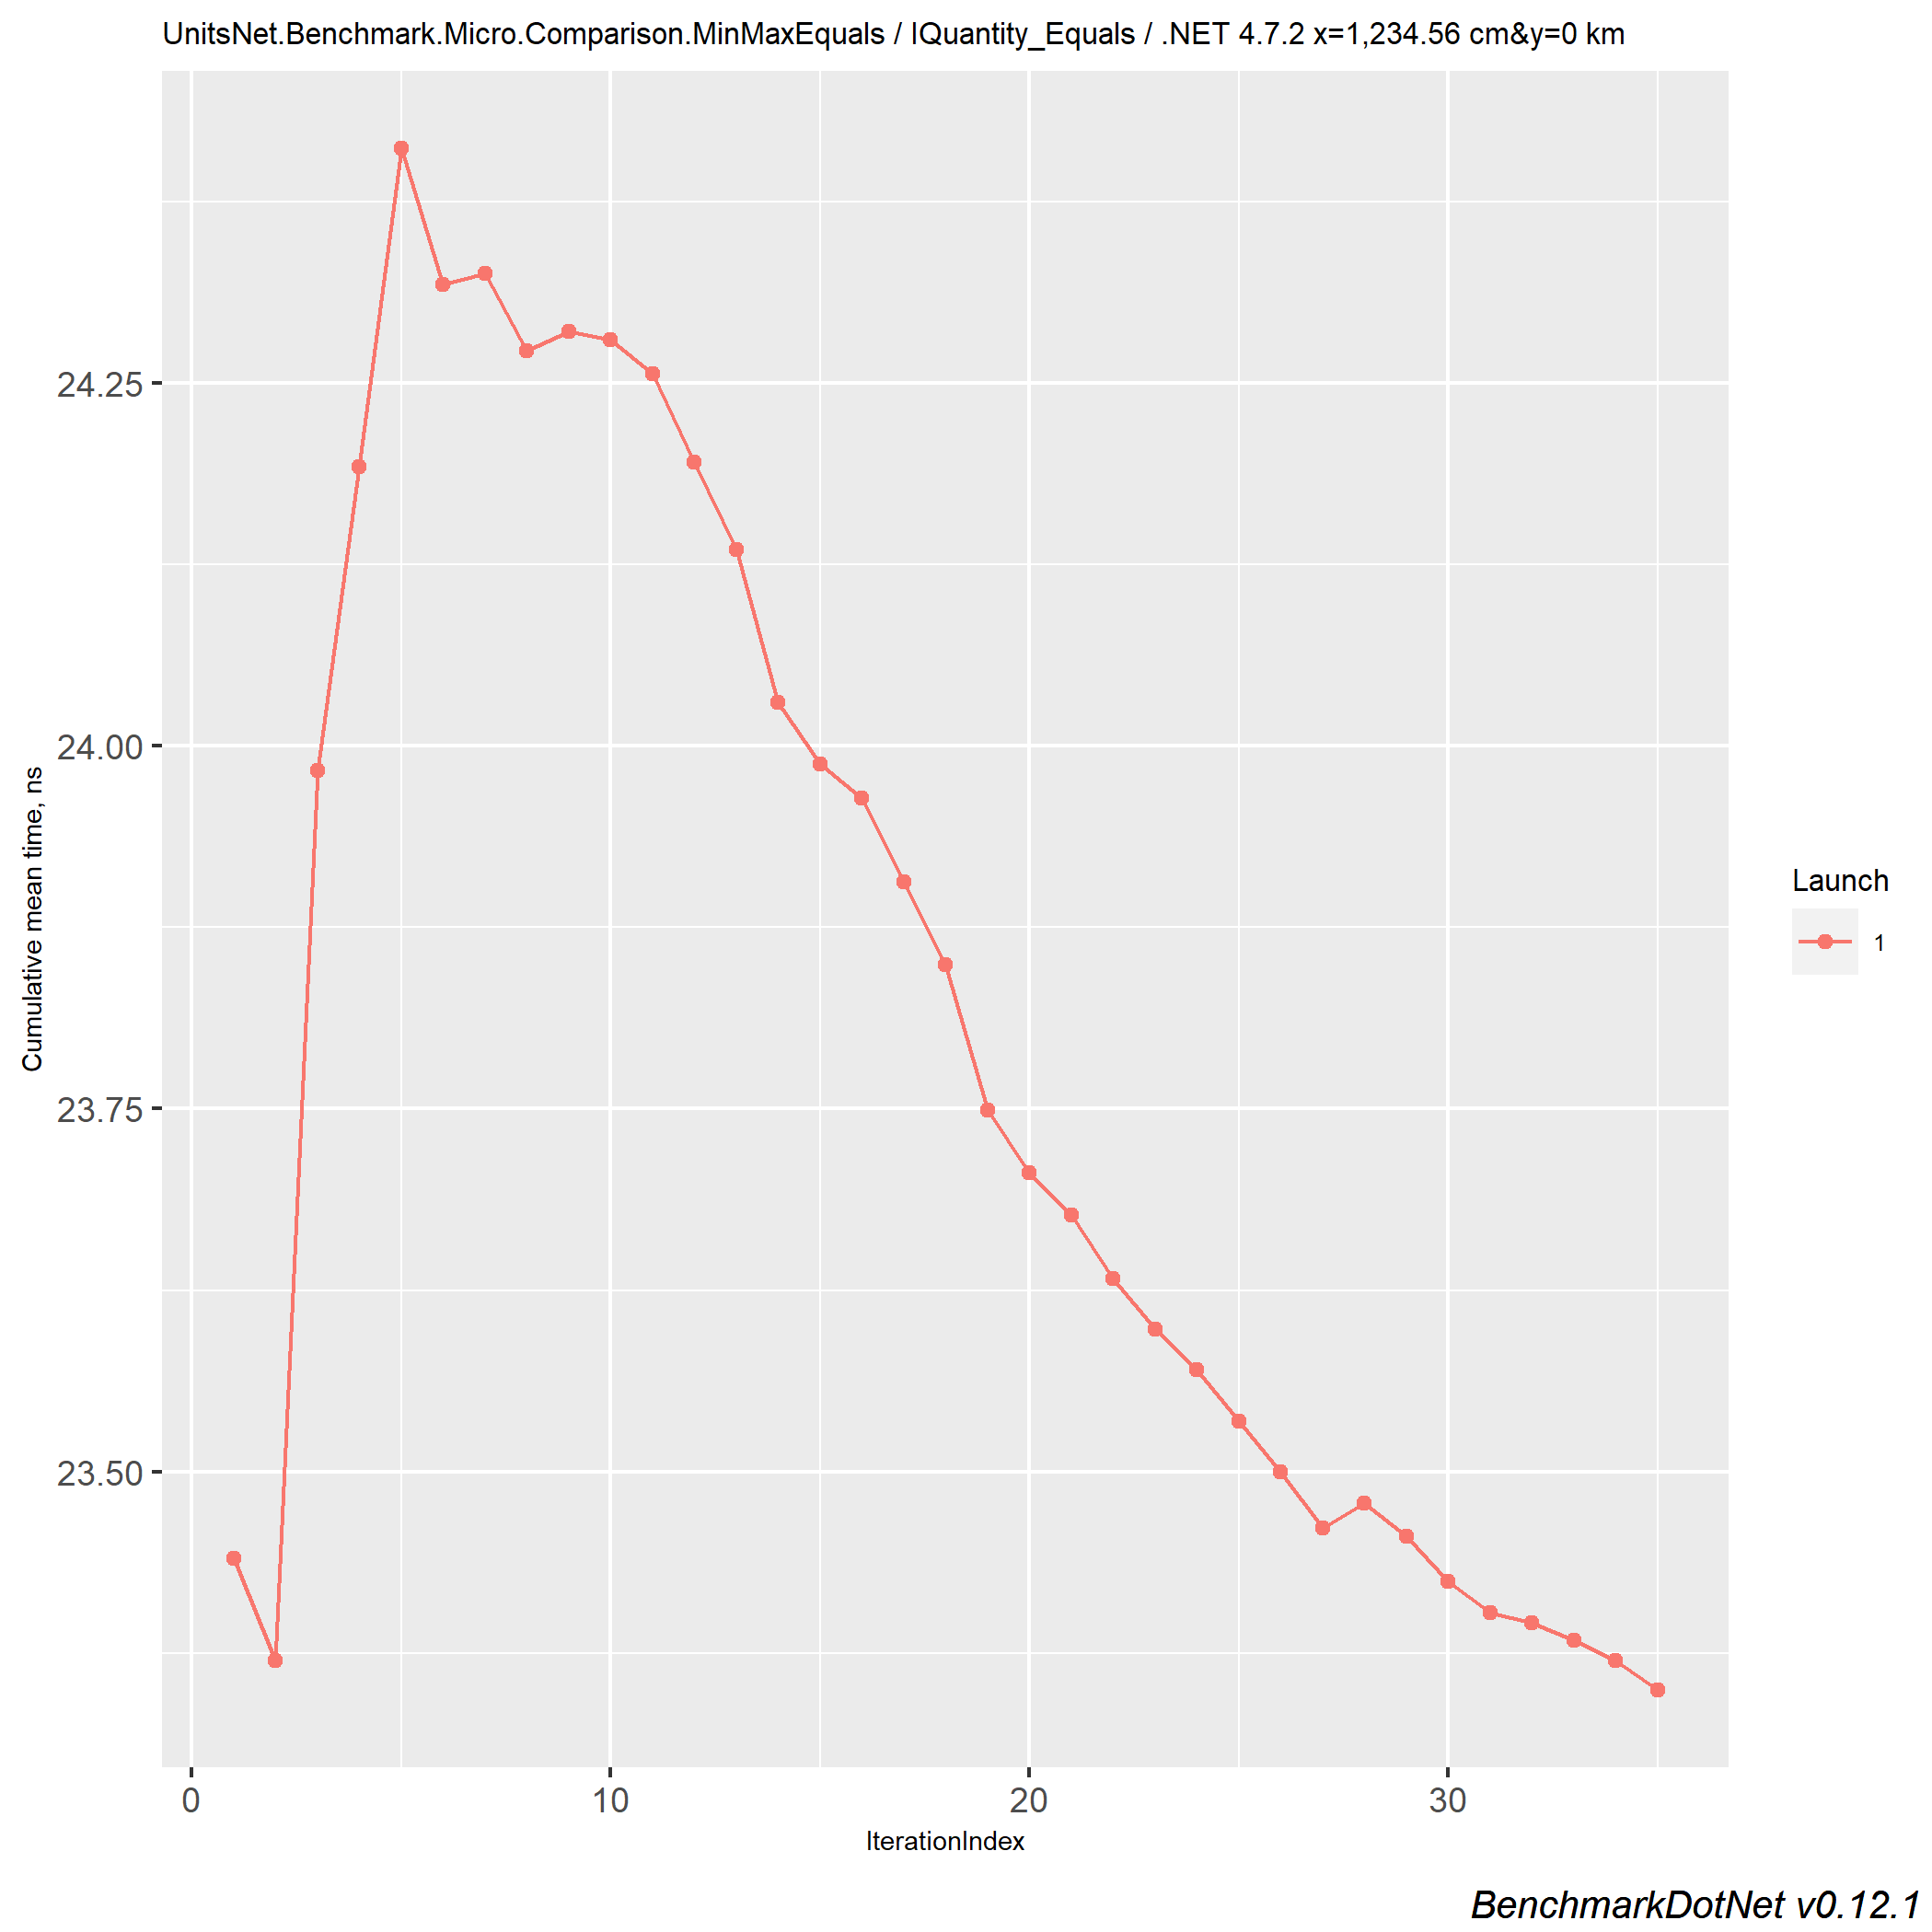 UnitsNet.Benchmark.Micro.Comparison.MinMaxEquals / IQuantity_Equals / .NET 4.7.2 x=1,234.56 cm&y=0 km
24.25
24.00
23.75
23.50
Cumulative mean time, ns
0
10
20
30
IterationIndex
Launch
1
BenchmarkDotNet v0.12.1